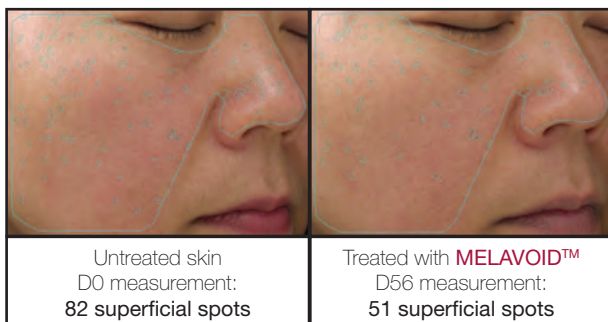 Untreated skin
D0 measurement:
82 superficial spots
Treated with MELAVOID™
D56 measurement:
51 superficial spots